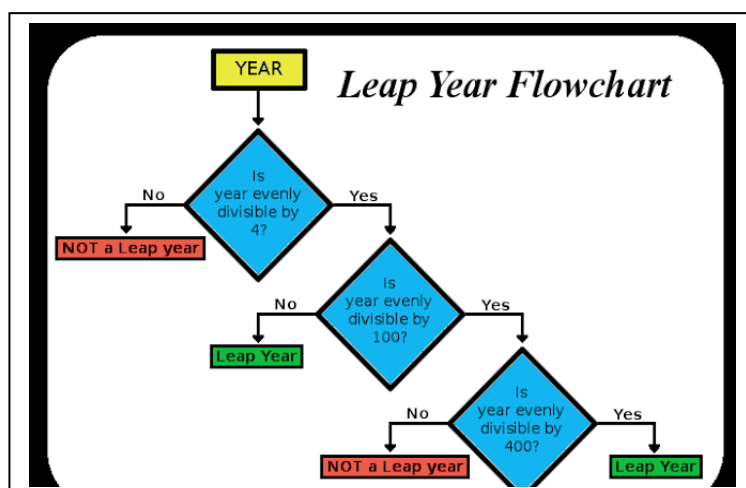 YEAR
Leap Year Flowchart
Is
year evenly
divisible by
4?
No
Yes
NOT a Leap year
Is
year evenly
divisible by
100?
No
Yes
Leap Year
Is
year evenly
divisible by
400?
No
Yes
NOT a Leap year
Leap Year